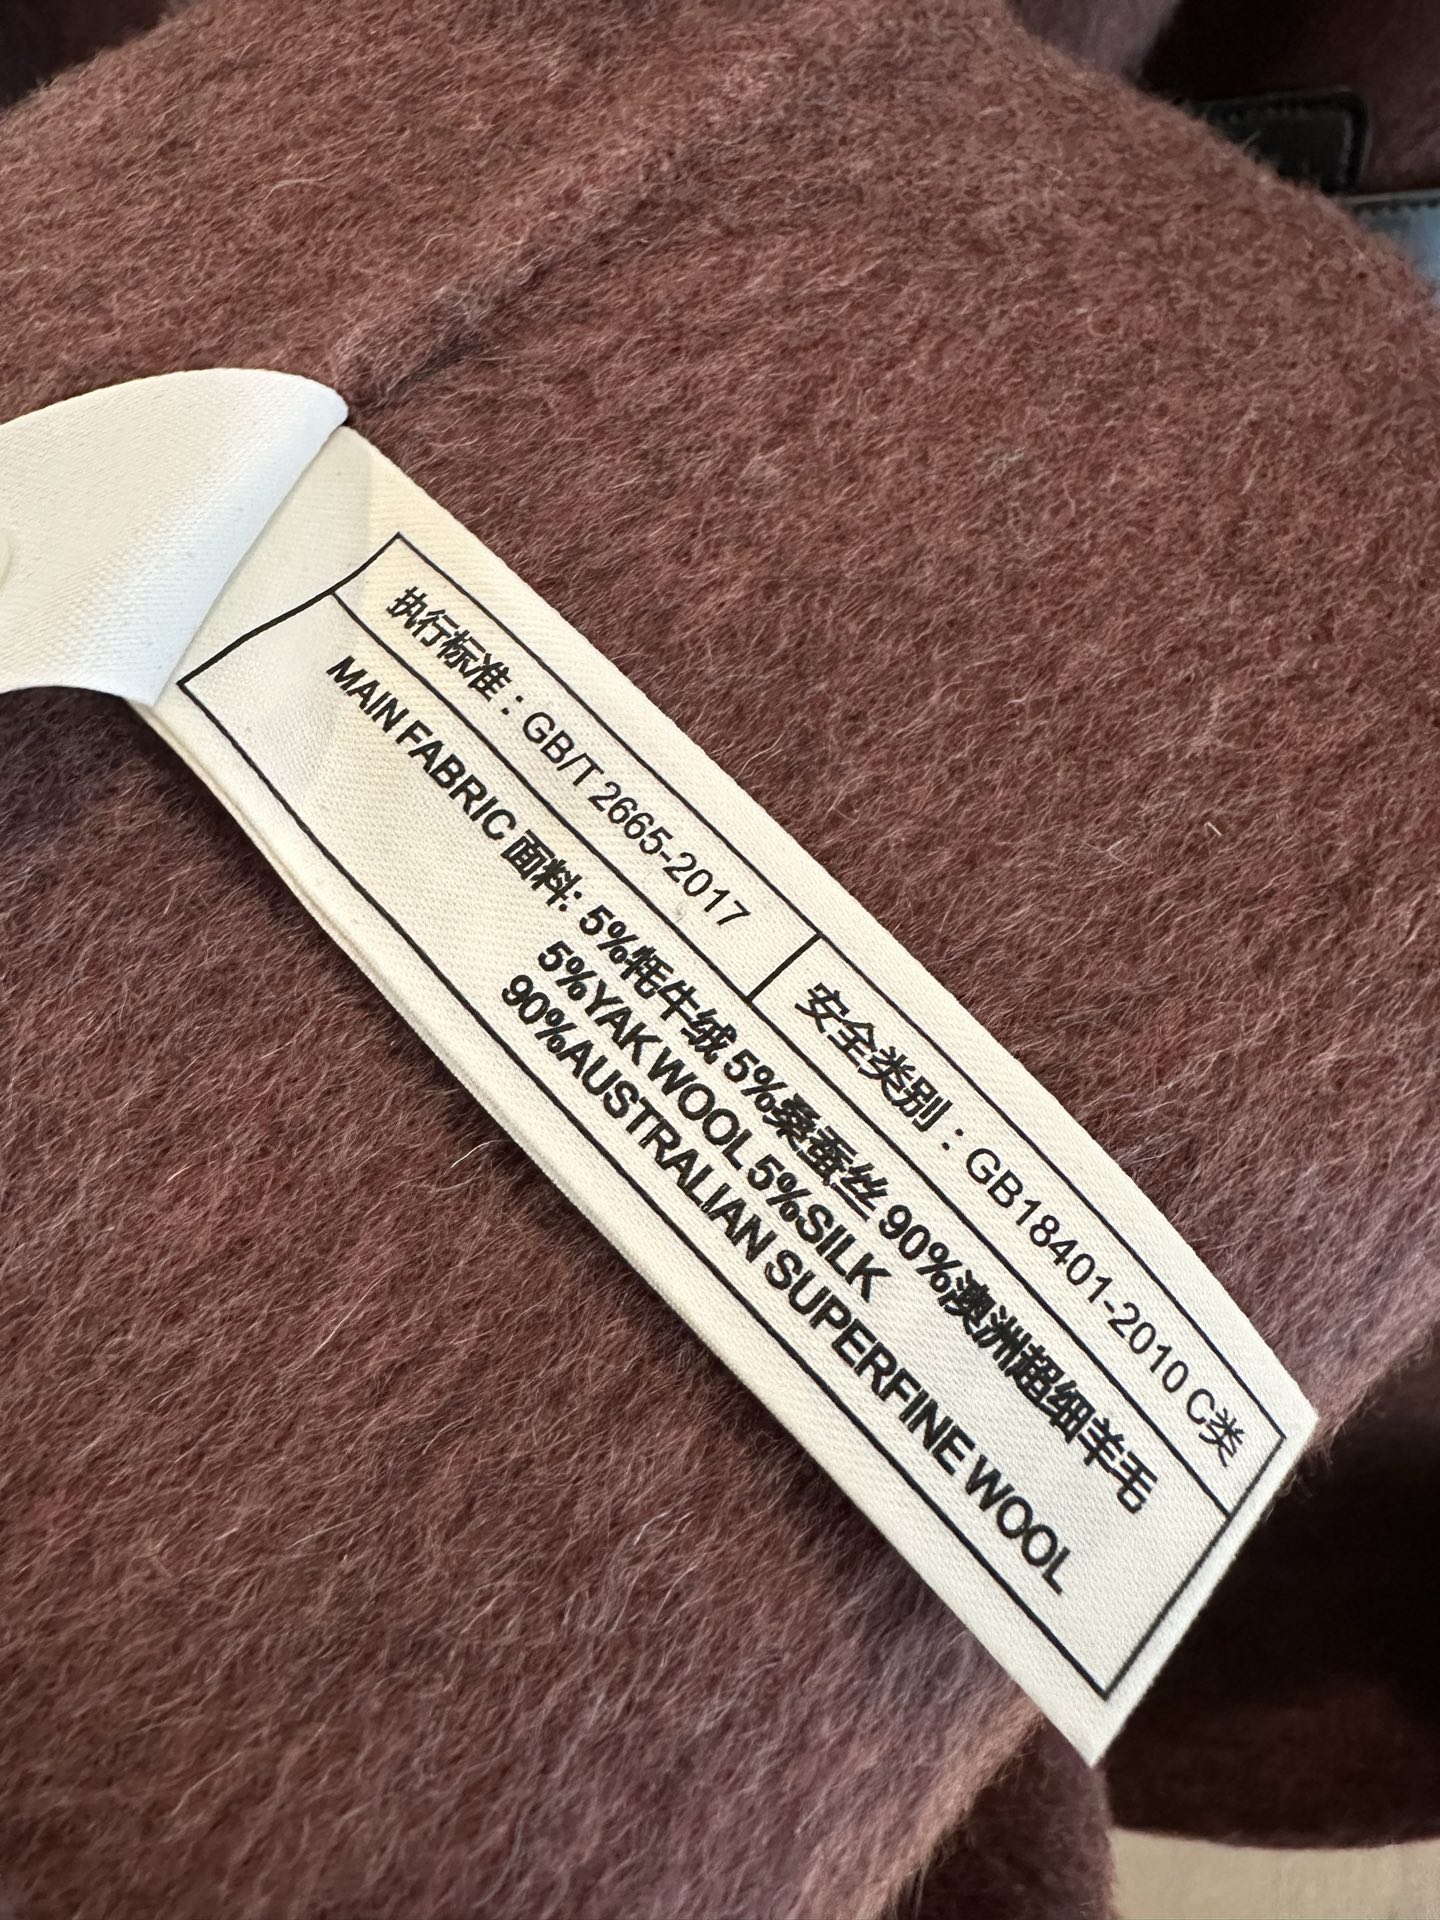 执行标准：GB/T 2665-2017 安全类别：GB18401-2010 C类
MAIN FABRIC 面料: 5%牦牛绒 5%桑蚕丝 90%澳洲超细羊毛
5%YAK WOOL 5%SILK
90%AUSTRALIAN SUPERFINE WOOL